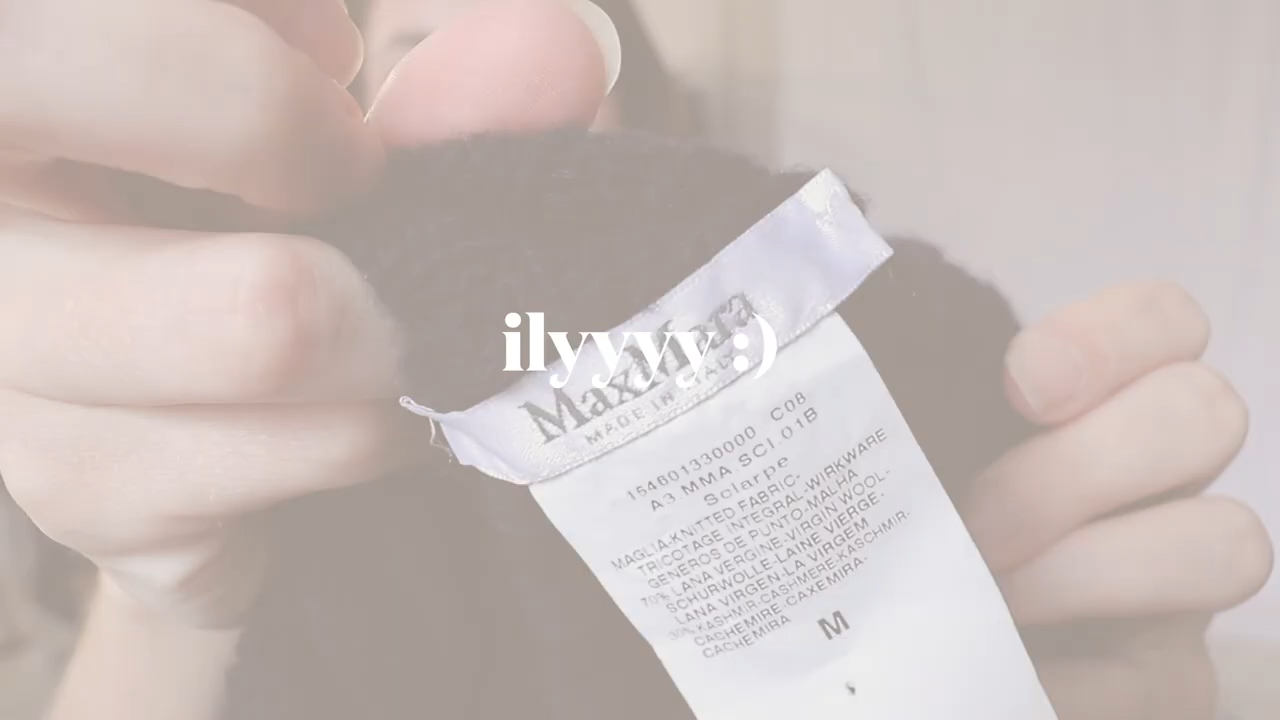 ilyyyy :)
MaxMara
MADE IN ITALY
154601330000 C08
A3 MMA SCI.01B
Sciarpe
MAGLIA-KNITTED FABRIC-
TRICOTAGE INTEGRAL-WIRKWARE
GENEROS DE PUNTO-MALHA
70% LANA VERGINE-VIRGIN WOOL-
SCHURWOLLE-LAINE VIERGE-
LANA VIRGEN-LA VIRGEM
30% KASHMIR-CASHMERE-KASCHMIR-
CACHEMIRE-CAXEMIRA-
CACHEMIRA
M